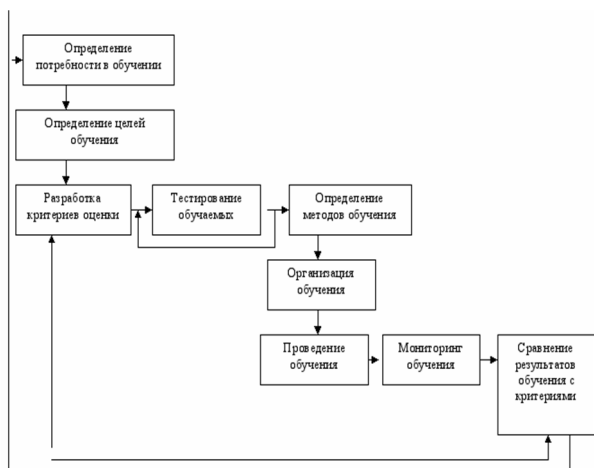 Определение
потребности в обучении
Определение целей
обучения
Разработка
критериев оценки
Тестирование
обучаемых
Определение
методов обучения
Организация
обучения
Проведение
обучения
Мониторинг
обучения
Сравнение
результатов
обучения с
критериями